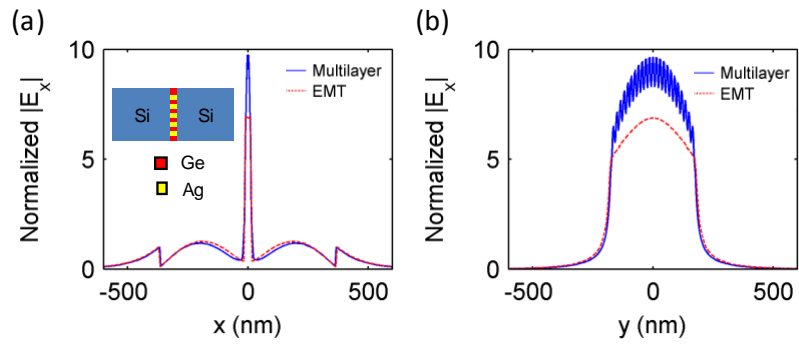 (a)
10
5
0
Normalized |E_x|
Multilayer
EMT
Si Si
Ge
Ag
-500 0 500
x (nm)
(b)
10
5
0
Normalized |E_x|
Multilayer
EMT
-500 0 500
y (nm)